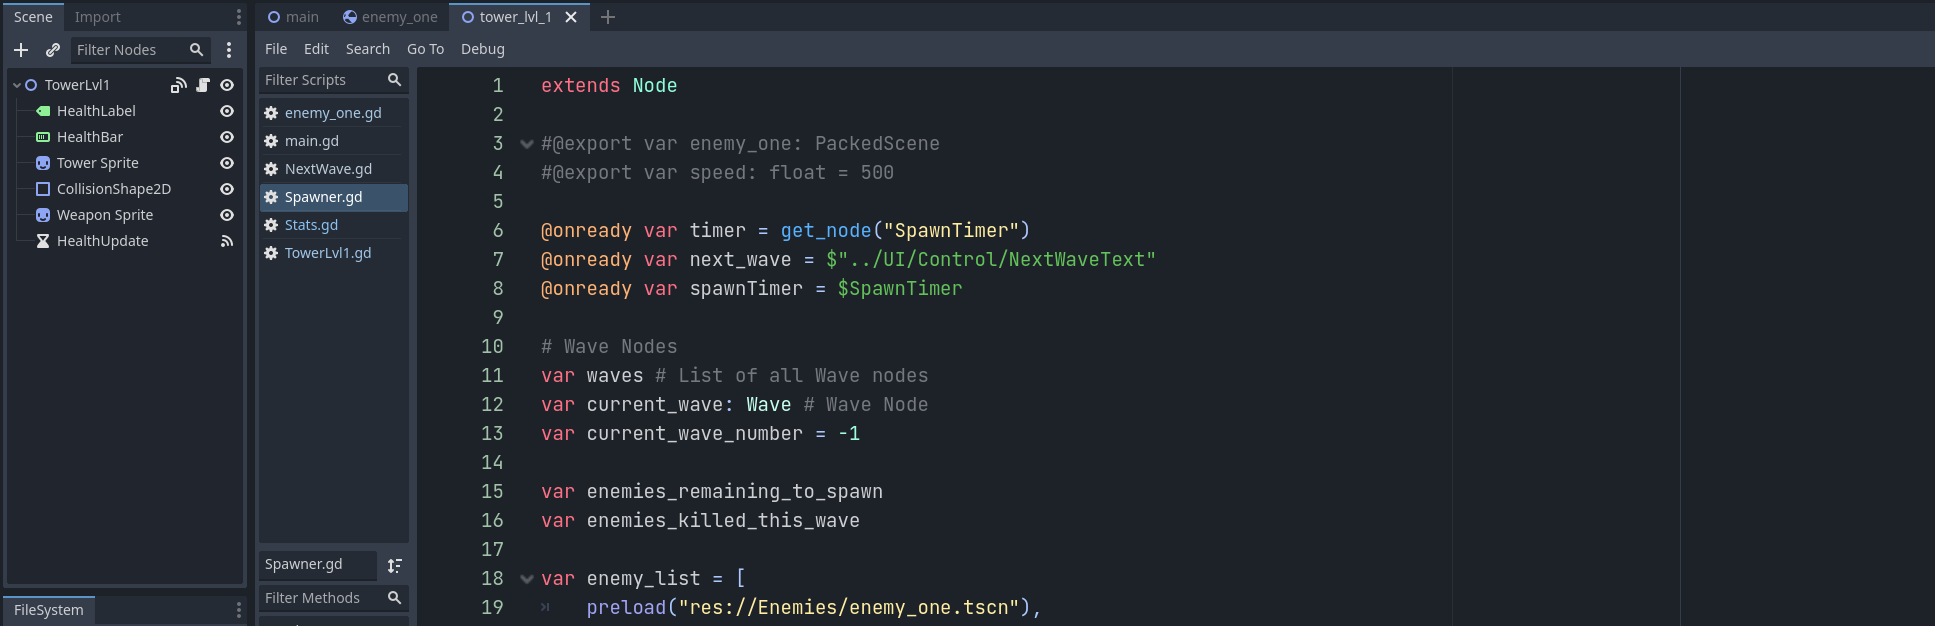 Scene Import
main enemy_one tower_lvl_1
Filter Nodes
File Edit Search Go To Debug
TowerLvl1
HealthLabel
HealthBar
Tower Sprite
CollisionShape2D
Weapon Sprite
HealthUpdate
FileSystem
Filter Scripts
enemy_one.gd
main.gd
NextWave.gd
Spawner.gd
Stats.gd
TowerLvl1.gd
Spawner.gd
Filter Methods
1 extends Node
2
3 #@export var enemy_one: PackedScene
4 #@export var speed: float = 500
5
6 @onready var timer = get_node("SpawnTimer")
7 @onready var next_wave = $"../UI/Control/NextWaveText"
8 @onready var spawnTimer = $SpawnTimer
9
10 # Wave Nodes
11 var waves # List of all Wave nodes
12 var current_wave: Wave # Wave Node
13 var current_wave_number = -1
14
15 var enemies_remaining_to_spawn
16 var enemies_killed_this_wave
17
18 var enemy_list = [
19 preload("res://Enemies/enemy_one.tscn"),